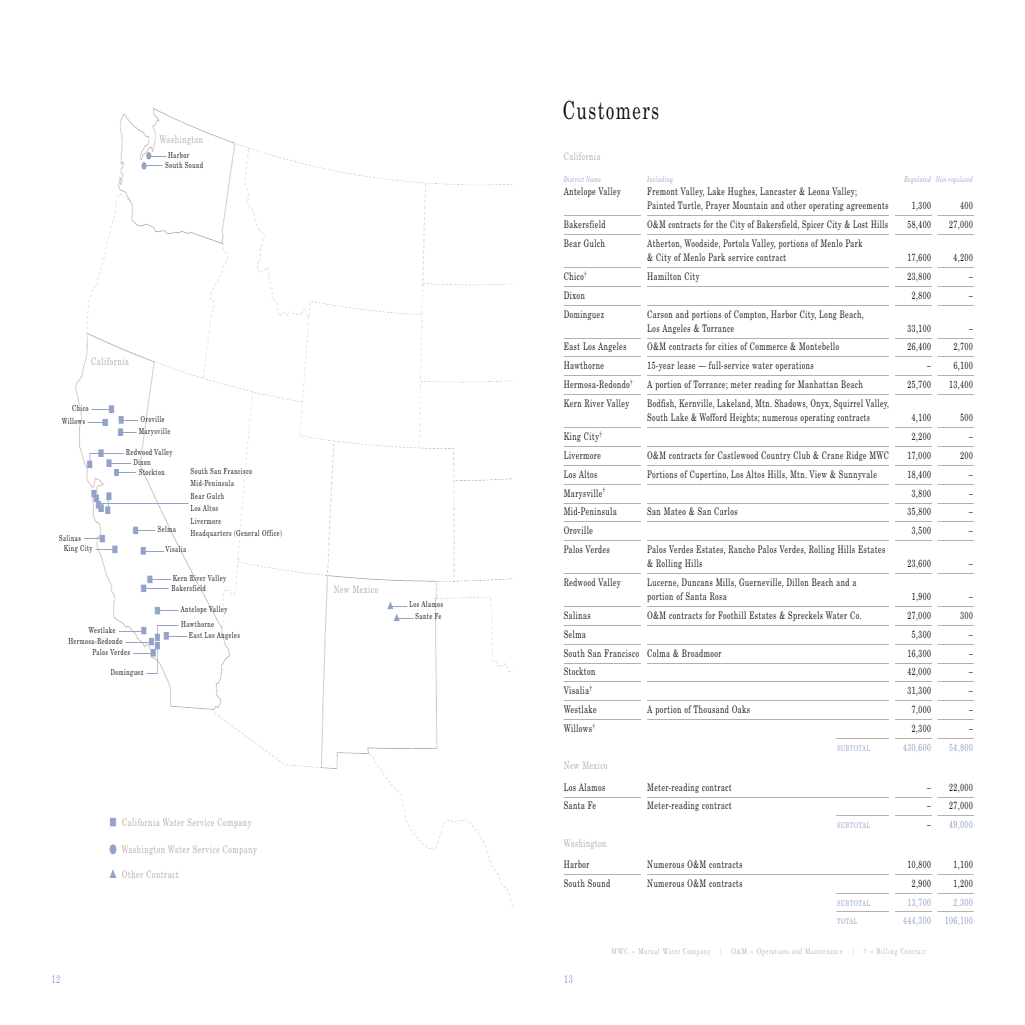 Washington
Harbor
South Sound
California
Chico
Willows
Oroville
Marysville
Redwood Valley
Dixon
Stockton
South San Francisco
Mid-Peninsula
Bear Gulch
Los Altos
Livermore
Headquarters (General Office)
Selma
Salinas
King City
Visalia
Kern River Valley
Bakersfield
Antelope Valley
Hawthorne
Westlake
East Los Angeles
Hermosa-Redondo
Palos Verdes
Dominguez
New Mexico
Los Alamos
Santa Fe
California Water Service Company
Washington Water Service Company
Other Contract
12
Customers
California
District Name Including Regulated Non-regulated
Antelope Valley Fremont Valley, Lake Hughes, Lancaster & Leona Valley;
Painted Turtle, Prayer Mountain and other operating agreements 1,300 400
Bakersfield O&M contracts for the City of Bakersfield, Spicer City & Lost Hills 58,400 27,000
Bear Gulch Atherton, Woodside, Portola Valley, portions of Menlo Park
& City of Menlo Park service contract 17,600 4,200
Chico† Hamilton City 23,800 –
Dixon 2,800 –
Dominguez Carson and portions of Compton, Harbor City, Long Beach,
Los Angeles & Torrance 33,100 –
East Los Angeles O&M contracts for cities of Commerce & Montebello 26,400 2,700
Hawthorne 15-year lease — full-service water operations – 6,100
Hermosa-Redondo† A portion of Torrance; meter reading for Manhattan Beach 25,700 13,400
Kern River Valley Bodfish, Kernville, Lakeland, Mtn. Shadows, Onyx, Squirrel Valley,
South Lake & Wofford Heights; numerous operating contracts 4,100 500
King City† 2,200 –
Livermore O&M contracts for Castlewood Country Club & Crane Ridge MWC 17,000 200
Los Altos Portions of Cupertino, Los Altos Hills, Mtn. View & Sunnyvale 18,400 –
Marysville† 3,800 –
Mid-Peninsula San Mateo & San Carlos 35,800 –
Oroville 3,500 –
Palos Verdes Palos Verdes Estates, Rancho Palos Verdes, Rolling Hills Estates
& Rolling Hills 23,600 –
Redwood Valley Lucerne, Duncans Mills, Guerneville, Dillon Beach and a
portion of Santa Rosa 1,900 –
Salinas O&M contracts for Foothill Estates & Spreckels Water Co. 27,000 300
Selma 5,300 –
South San Francisco Colma & Broadmoor 16,300 –
Stockton 42,000 –
Visalia† 31,300 –
Westlake A portion of Thousand Oaks 7,000 –
Willows† 2,300 –
SUBTOTAL 430,600 54,800
New Mexico
Los Alamos Meter-reading contract – 22,000
Santa Fe Meter-reading contract – 27,000
SUBTOTAL – 49,000
Washington
Harbor Numerous O&M contracts 10,800 1,100
South Sound Numerous O&M contracts 2,900 1,200
SUBTOTAL 13,700 2,300
TOTAL 444,300 106,100
MWC = Mutual Water Company | O&M = Operations and Maintenance | † = Billing Contract
13